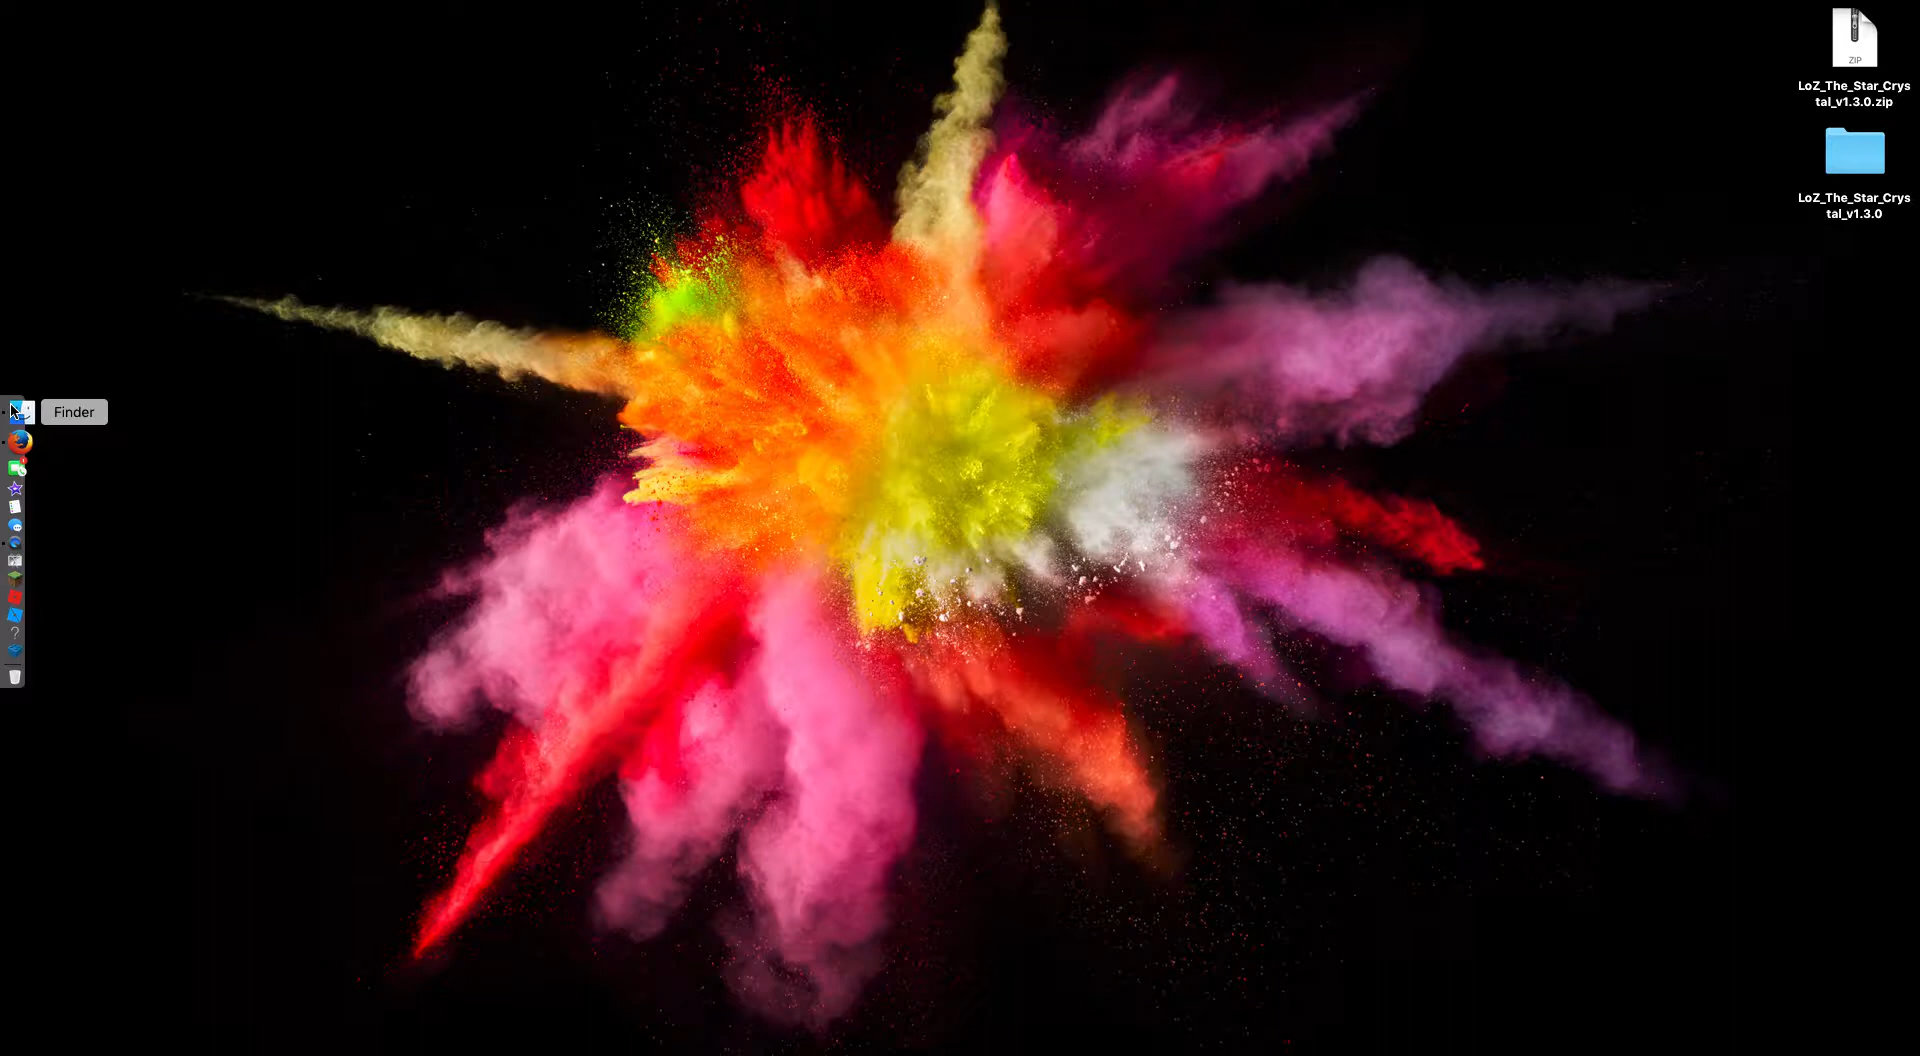 ZIP
LoZ_The_Star_Crys
tal_v1.3.0.zip
LoZ_The_Star_Crys
tal_v1.3.0
Finder